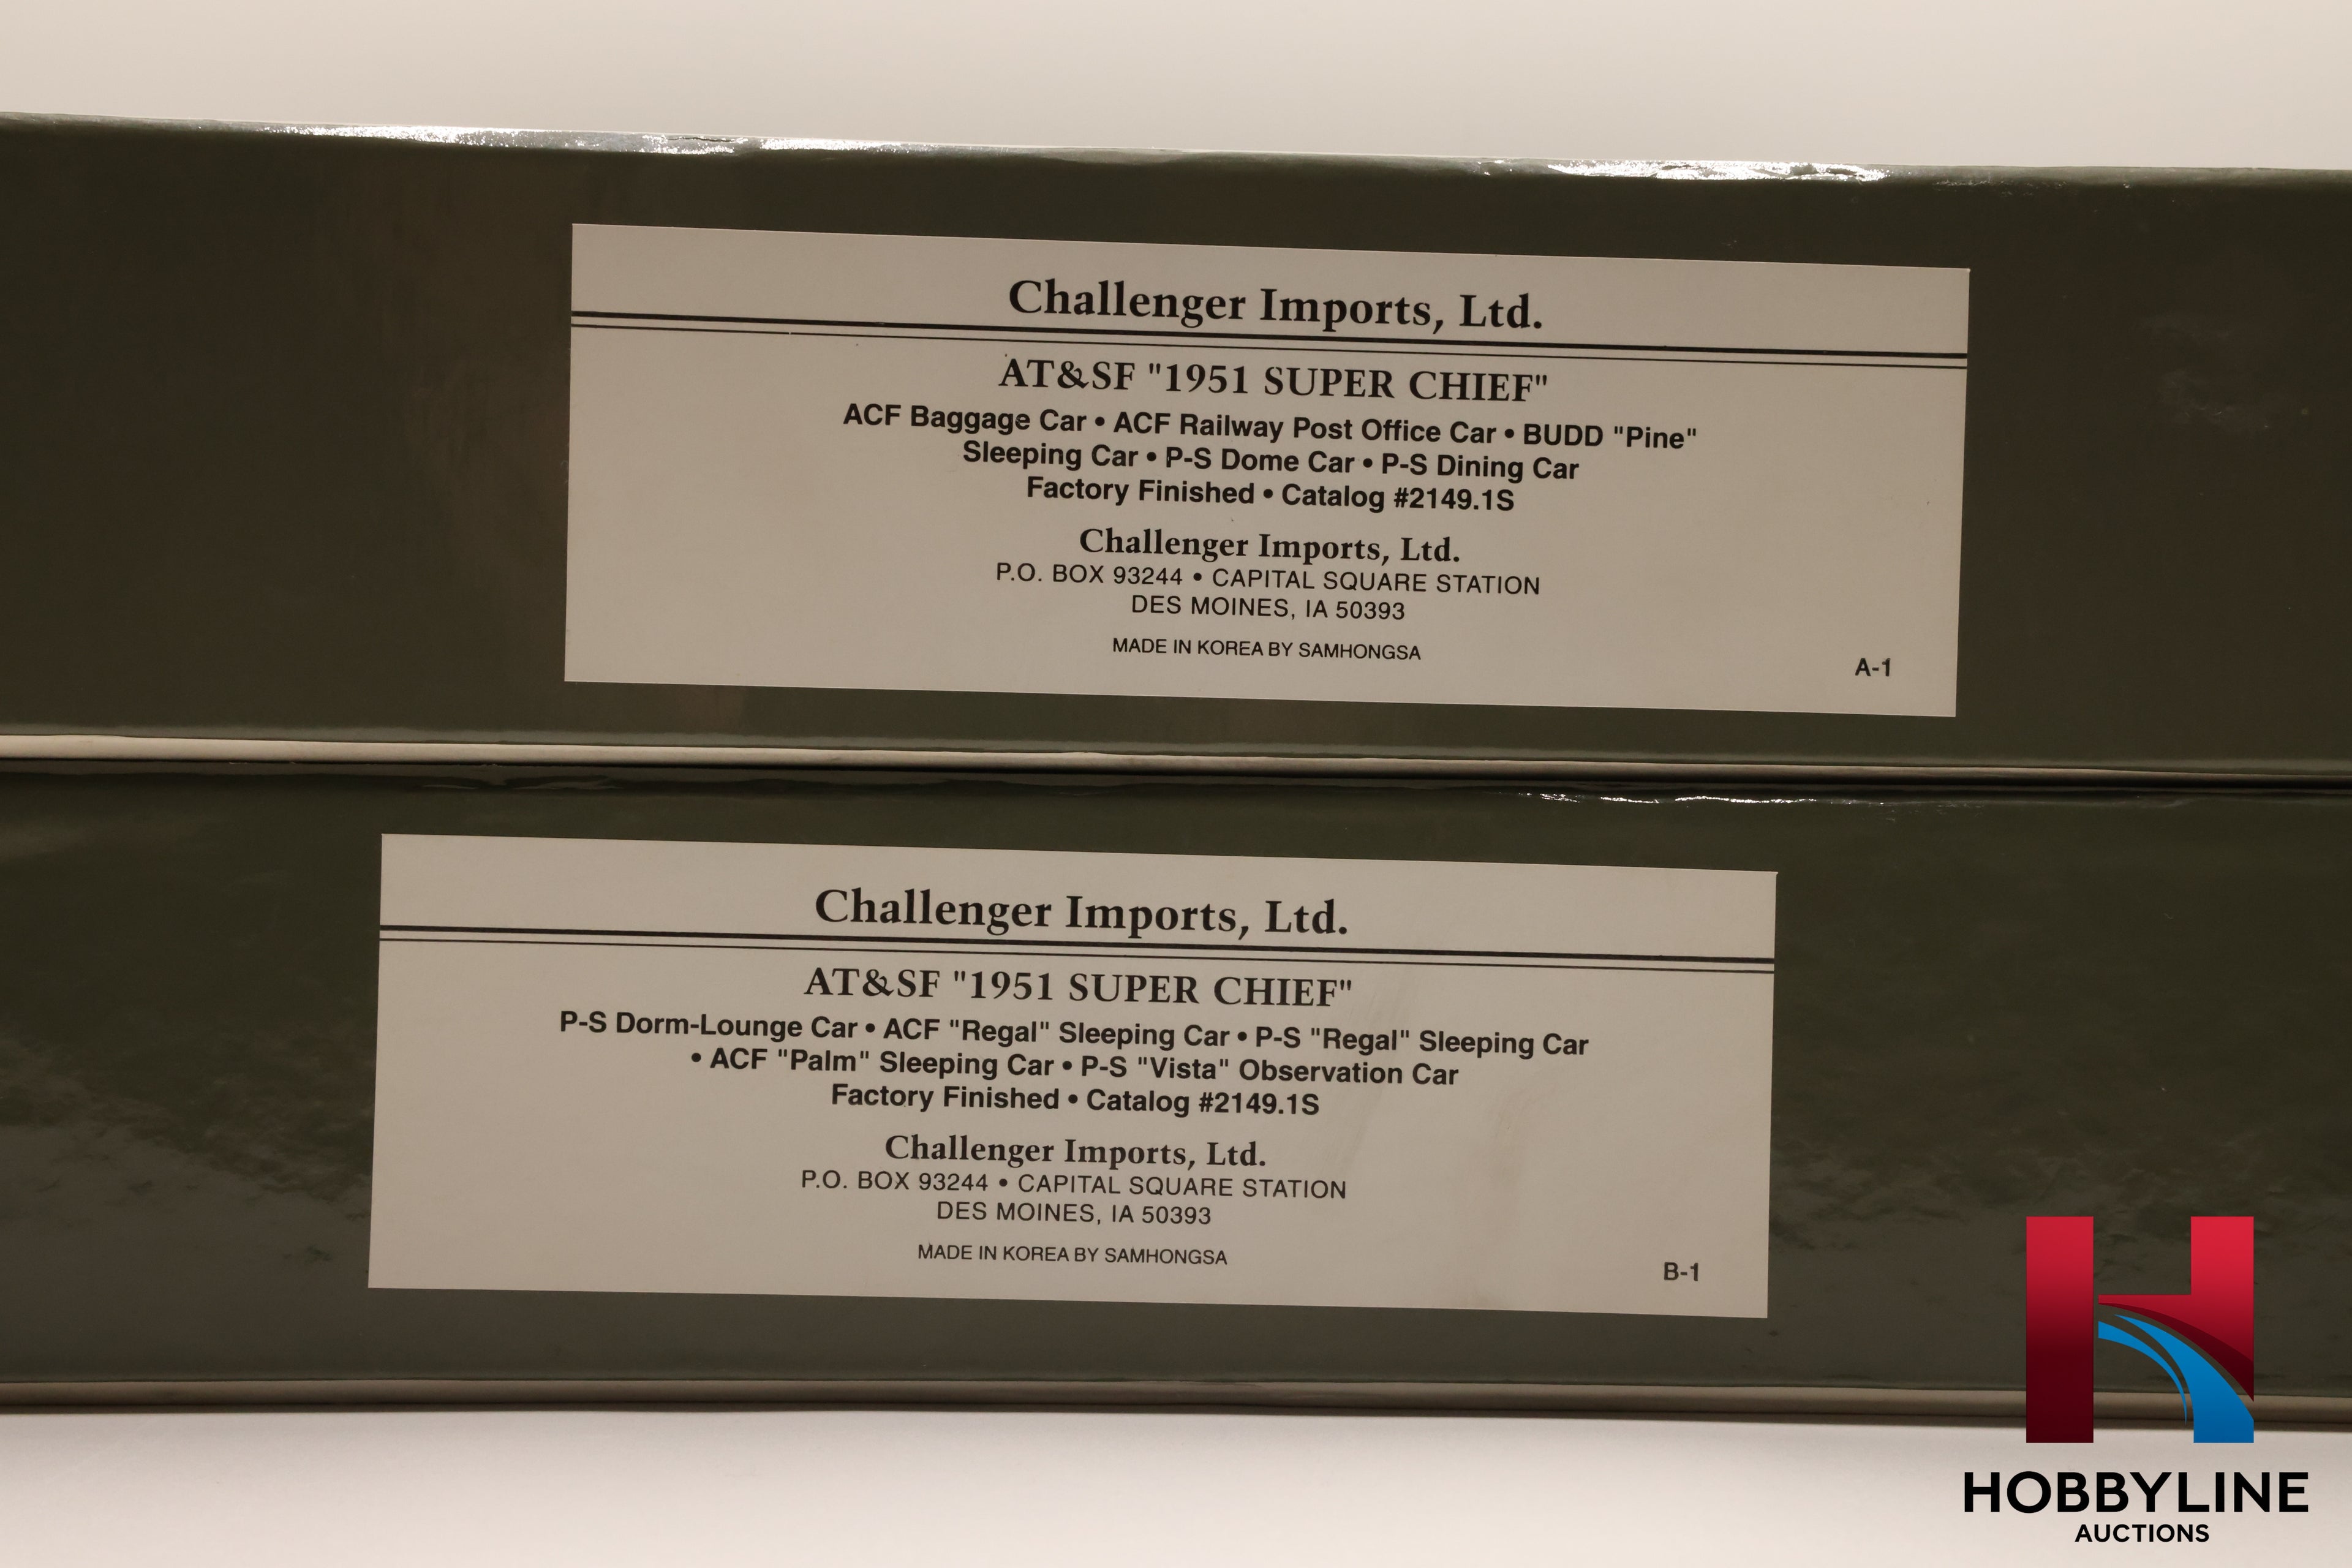 Challenger Imports, Ltd.
AT&SF "1951 SUPER CHIEF"
ACF Baggage Car • ACF Railway Post Office Car • BUDD "Pine"
Sleeping Car • P-S Dome Car • P-S Dining Car
Factory Finished • Catalog #2149.1S
Challenger Imports, Ltd.
P.O. BOX 93244 • CAPITAL SQUARE STATION
DES MOINES, IA 50393
MADE IN KOREA BY SAMHONGSA
A-1
Challenger Imports, Ltd.
AT&SF "1951 SUPER CHIEF"
P-S Dorm-Lounge Car • ACF "Regal" Sleeping Car • P-S "Regal" Sleeping Car
• ACF "Palm" Sleeping Car • P-S "Vista" Observation Car
Factory Finished • Catalog #2149.1S
Challenger Imports, Ltd.
P.O. BOX 93244 • CAPITAL SQUARE STATION
DES MOINES, IA 50393
MADE IN KOREA BY SAMHONGSA
B-1
HOBBYLINE
AUCTIONS